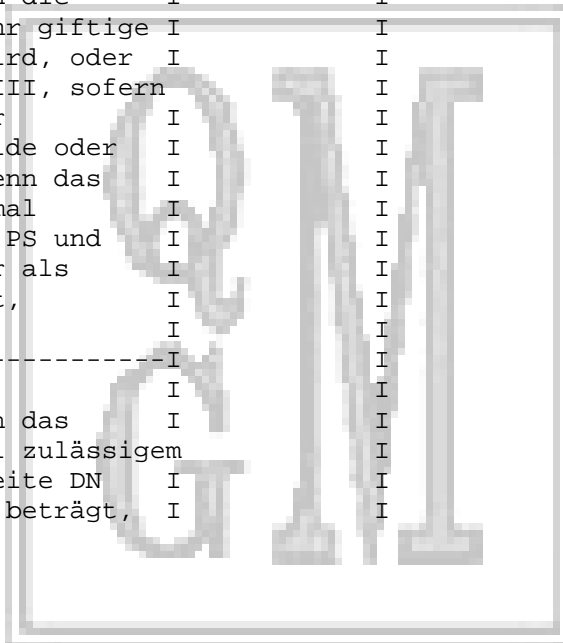 die I I
hr giftige I I
ird, oder I I
III, sofern I
r I I
ide oder I
enn das I I
mal I I
PS und I I
r als I I
t, I I
I I
-----------I I
I I
n das I I
l zulässigem I
eite DN I I
beträgt, I I
QGM